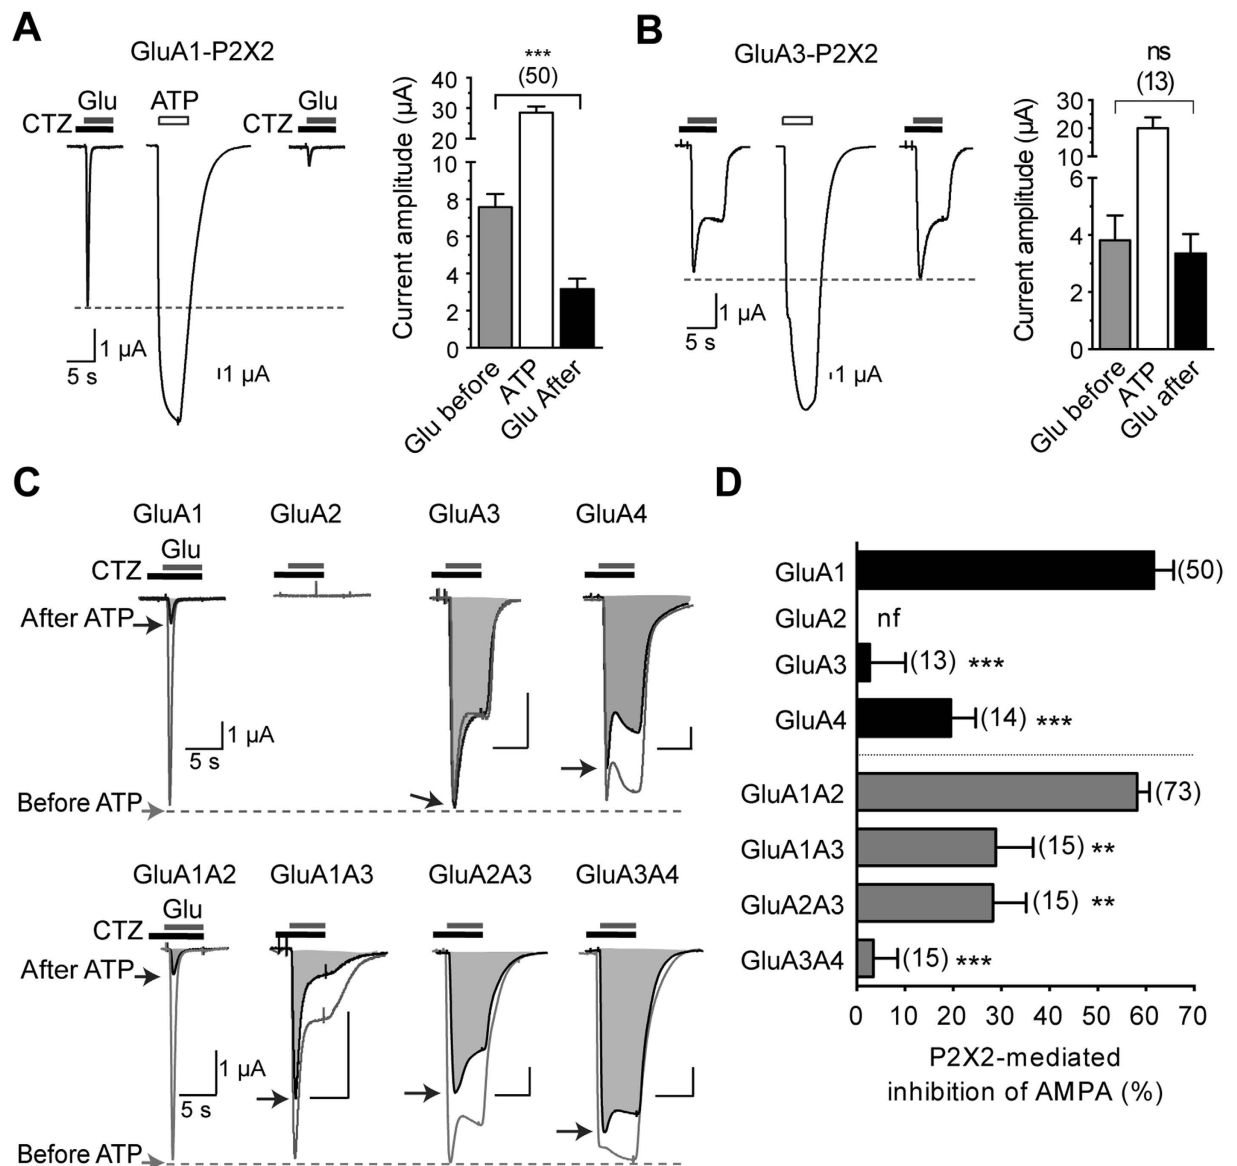 A
GluA1-P2X2
Glu
ATP
Glu
CTZ
CTZ
1 µA
5 s
1 µA
***
(50)
Current amplitude (µA)
40
30
20
10
8
6
4
2
0
Glu before
ATP
Glu After
B
GluA3-P2X2
1 µA
5 s
1 µA
ns
(13)
Current amplitude (µA)
30
20
10
6
4
2
0
Glu before
ATP
Glu after
C
GluA1
GluA2
GluA3
GluA4
Glu
CTZ
After ATP
1 µA
5 s
Before ATP
GluA1A2
GluA1A3
GluA2A3
GluA3A4
Glu
CTZ
After ATP
1 µA
5 s
Before ATP
D
GluA1
(50)
GluA2
nf
GluA3
(13) ***
GluA4
(14) ***
GluA1A2
(73)
GluA1A3
(15) **
GluA2A3
(15) **
GluA3A4
(15) ***
0 10 20 30 40 50 60 70
P2X2-mediated
inhibition of AMPA (%)